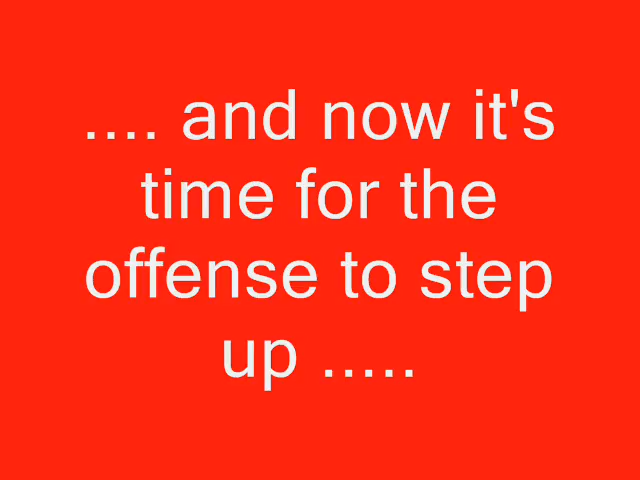 .... and now it's
time for the
offense to step
up .....